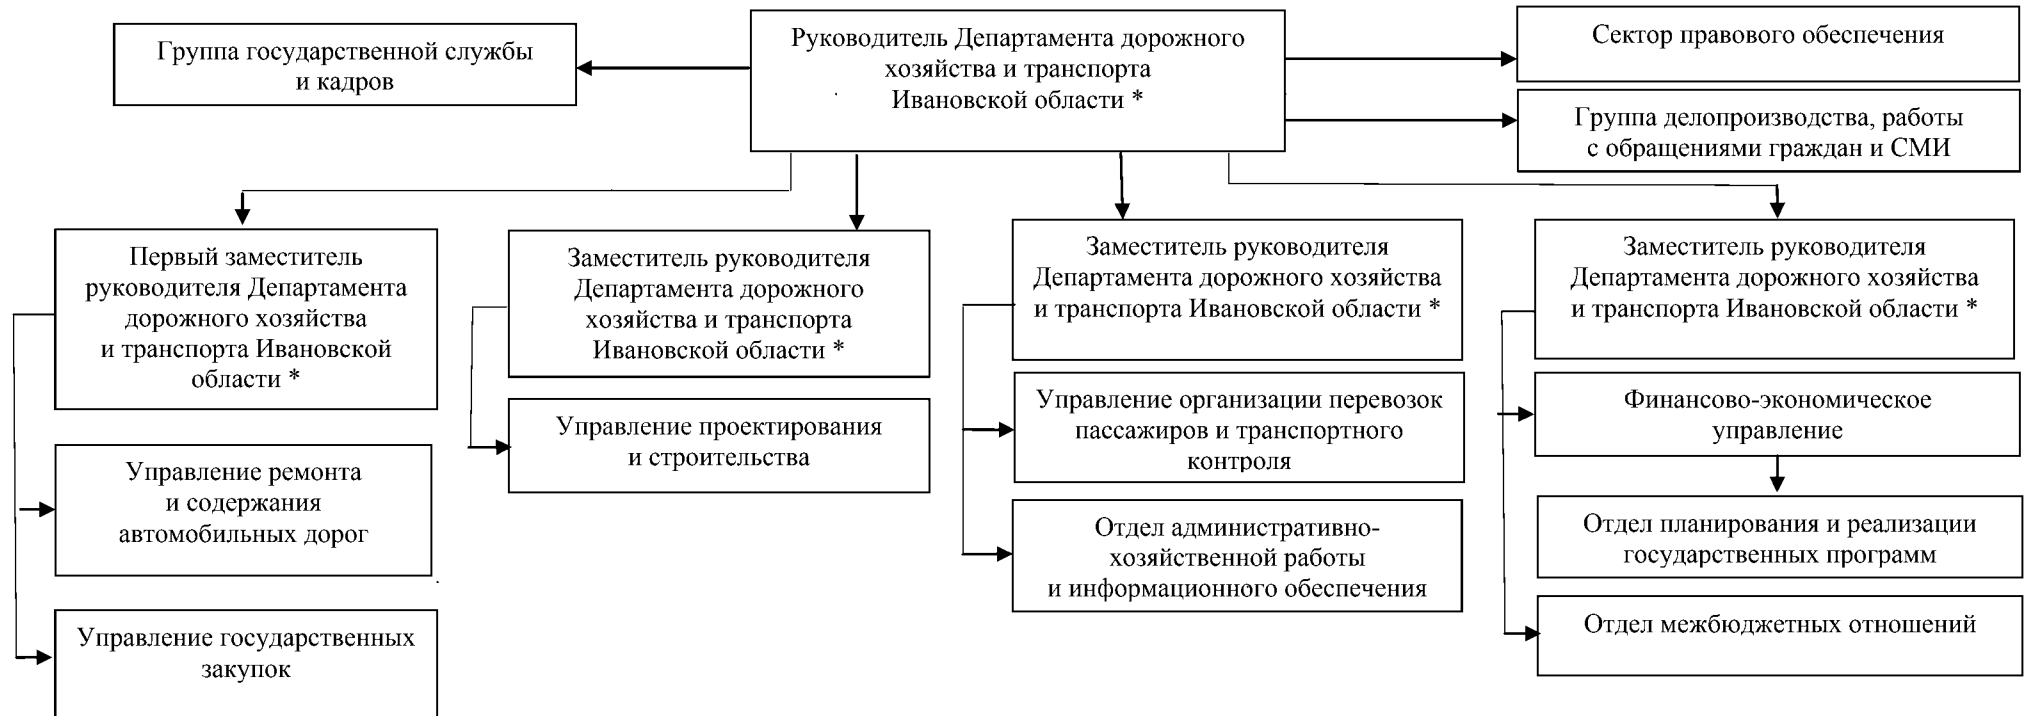 Группа государственной службы
и кадров
Руководитель Департамента дорожного
хозяйства и транспорта
Ивановской области *
Сектор правового обеспечения
Группа делопроизводства, работы
с обращениями граждан и СМИ
Первый заместитель
руководителя Департамента
дорожного хозяйства
и транспорта Ивановской
области *
Заместитель руководителя
Департамента дорожного
хозяйства и транспорта
Ивановской области *
Заместитель руководителя
Департамента дорожного хозяйства
и транспорта Ивановской области *
Заместитель руководителя
Департамента дорожного хозяйства
и транспорта Ивановской области *
Управление ремонта
и содержания
автомобильных дорог
Управление государственных
закупок
Управление проектирования
и строительства
Управление организации перевозок
пассажиров и транспортного
контроля
Отдел административно-
хозяйственной работы
и информационного обеспечения
Финансово-экономическое
управление
Отдел планирования и реализации
государственных программ
Отдел межбюджетных отношений